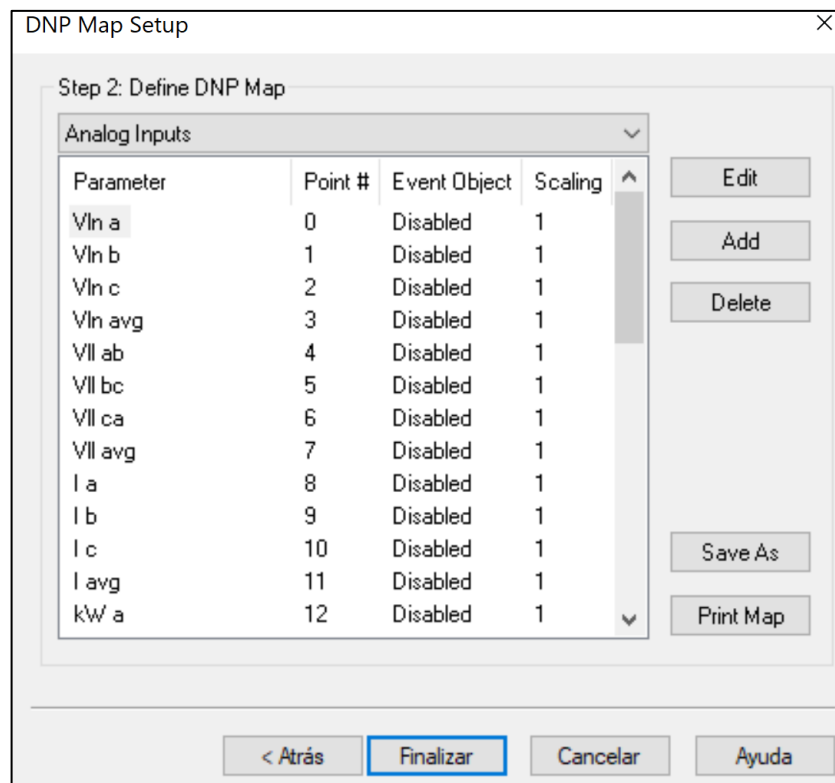 DNP Map Setup
Step 2: Define DNP Map
Analog Inputs
Parameter Point # Event Object Scaling
Vln a 0 Disabled 1
Vln b 1 Disabled 1
Vln c 2 Disabled 1
Vln avg 3 Disabled 1
Vll ab 4 Disabled 1
Vll bc 5 Disabled 1
Vll ca 6 Disabled 1
Vll avg 7 Disabled 1
I a 8 Disabled 1
I b 9 Disabled 1
I c 10 Disabled 1
I avg 11 Disabled 1
kW a 12 Disabled 1
Edit
Add
Delete
Save As
Print Map
< Atrás Finalizar Cancelar Ayuda